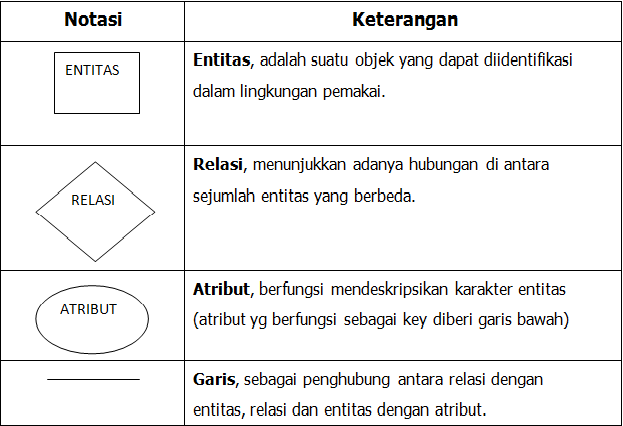 Notasi
Keterangan
ENTITAS
Entitas, adalah suatu objek yang dapat diidentifikasi
dalam lingkungan pemakai.
RELASI
Relasi, menunjukkan adanya hubungan di antara
sejumlah entitas yang berbeda.
ATRIBUT
Atribut, berfungsi mendeskripsikan karakter entitas
(atribut yg berfungsi sebagai key diberi garis bawah)
Garis, sebagai penghubung antara relasi dengan
entitas, relasi dan entitas dengan atribut.